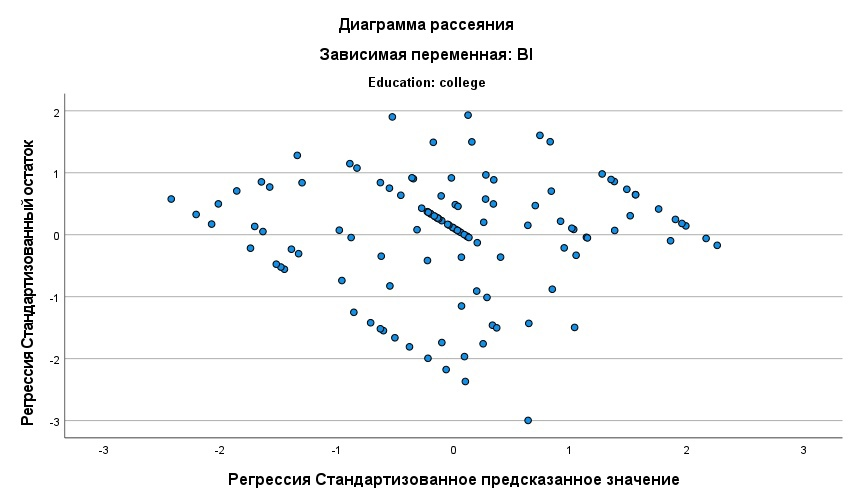 Диаграмма рассеяния
Зависимая переменная: BI
Education: college
Регрессия Стандартизованный остаток
2
1
0
-1
-2
-3
-3
-2
-1
0
1
2
3
Регрессия Стандартизованное предсказанное значение